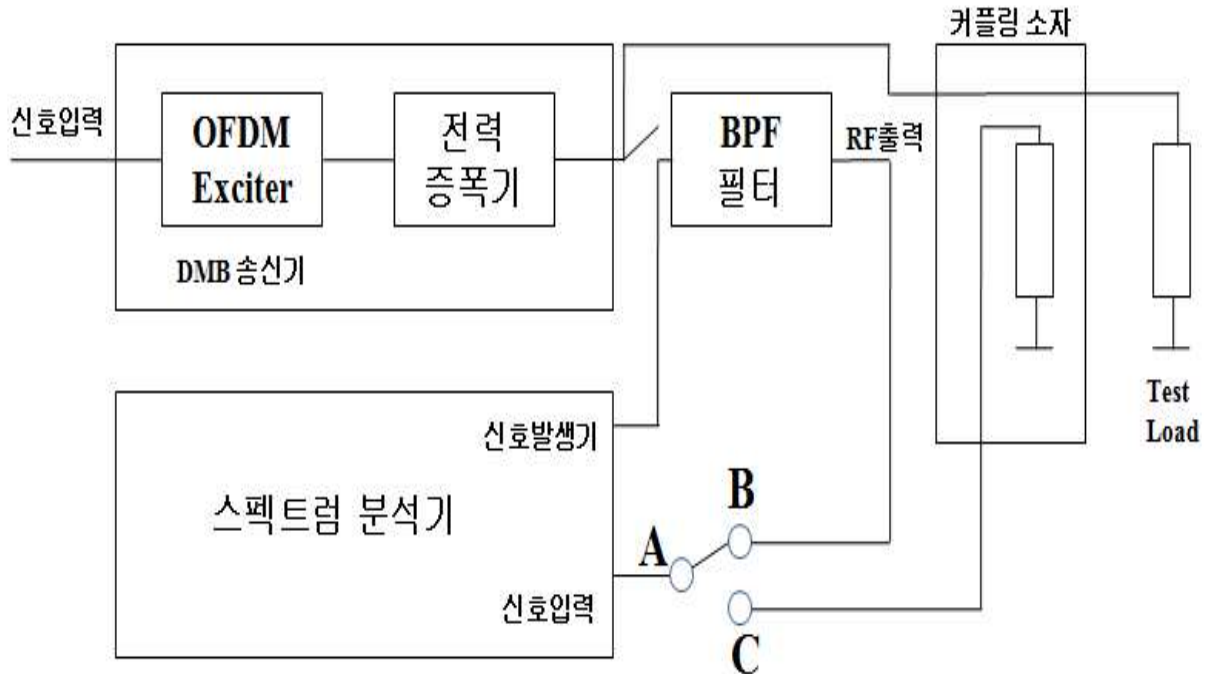 커플링 소자
신호입력
OFDM
Exciter
전력
증폭기
BPF
필터
RF출력
DMB 송신기
Test
Load
신호발생기
스펙트럼 분석기
신호입력
A
B
C